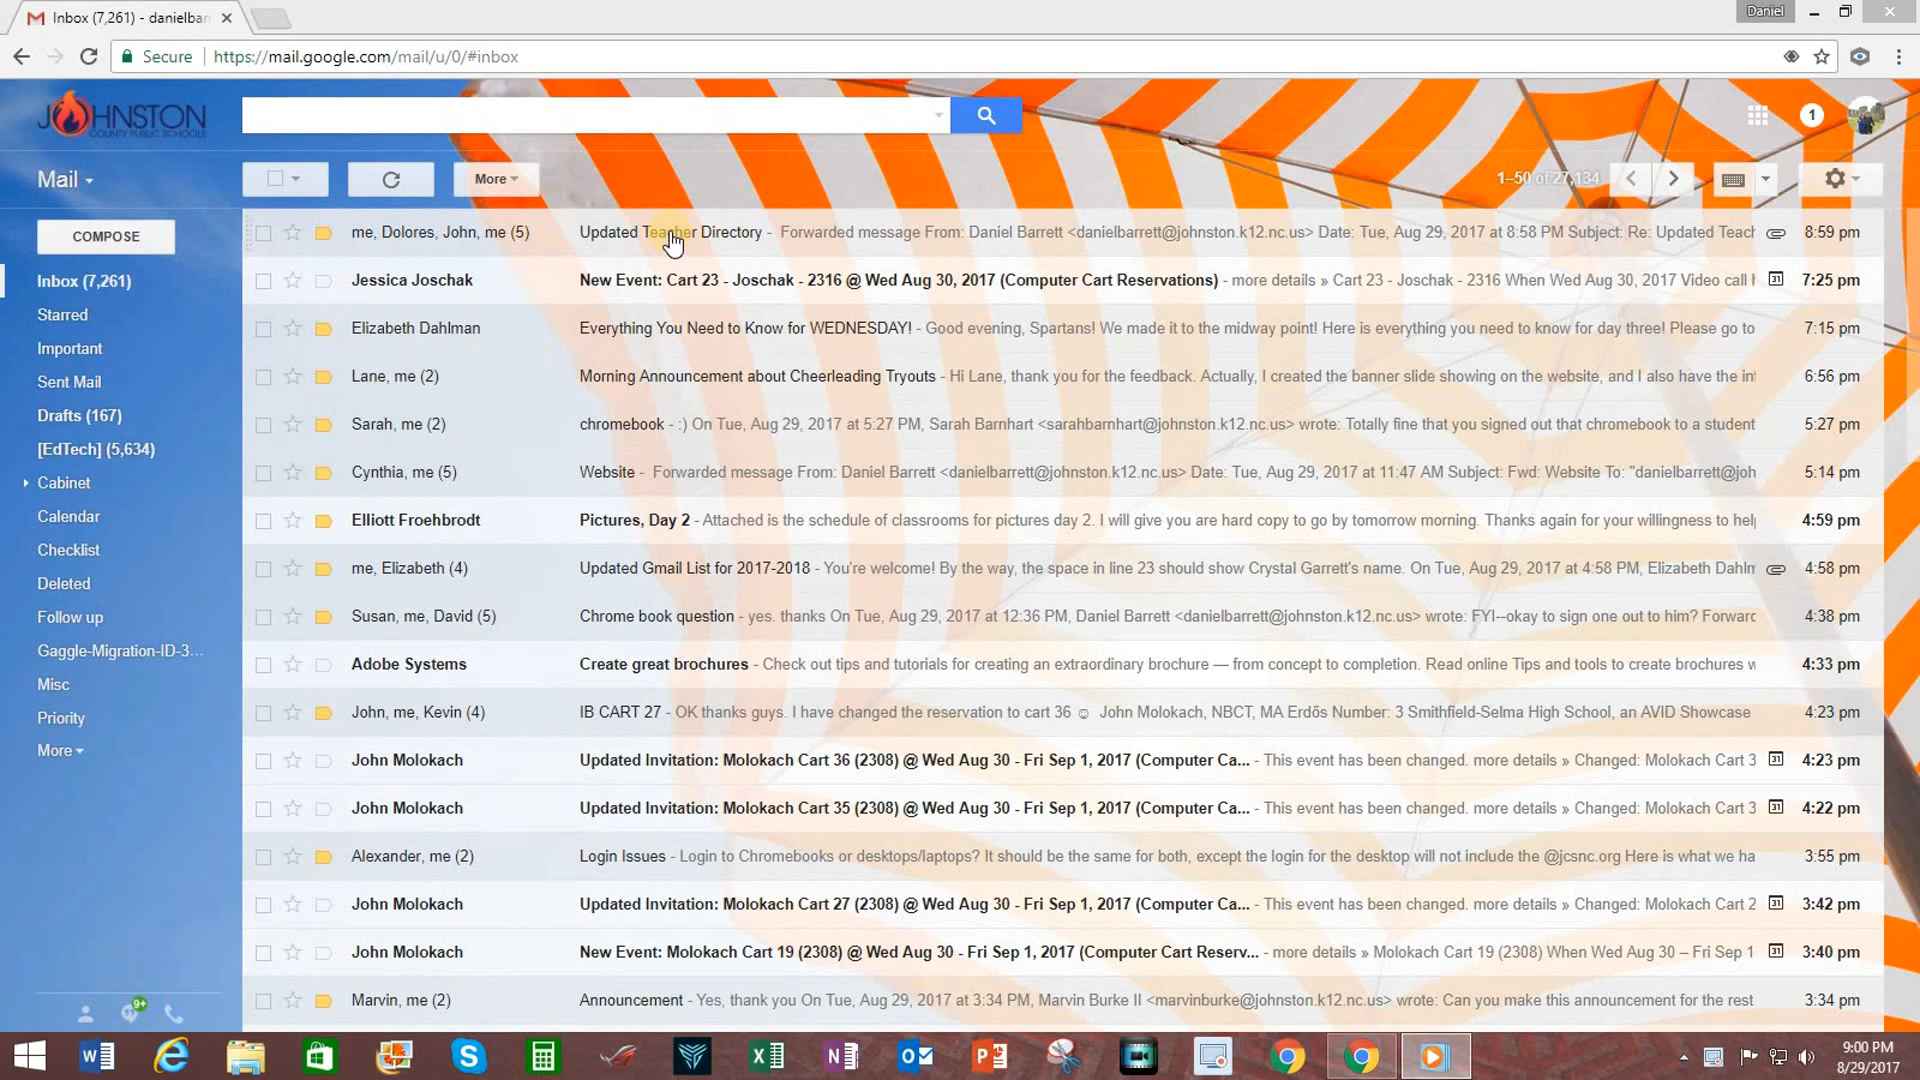 Inbox (7,261) - danielbar
Daniel
Secure
https://mail.google.com/mail/u/0/#inbox
JOHNSTON
COUNTY PUBLIC SCHOOLS
1
Mail
More
1–50 of 27,134
COMPOSE
Inbox (7,261)
Starred
Important
Sent Mail
Drafts (167)
[EdTech] (5,634)
Cabinet
Calendar
Checklist
Deleted
Follow up
Gaggle-Migration-ID-3...
Misc
Priority
More
9+
me, Dolores, John, me (5) Updated Teacher Directory - Forwarded message From: Daniel Barrett <danielbarrett@johnston.k12.nc.us> Date: Tue, Aug 29, 2017 at 8:58 PM Subject: Re: Updated Teach 8:59 pm
Jessica Joschak New Event: Cart 23 - Joschak - 2316 @ Wed Aug 30, 2017 (Computer Cart Reservations) - more details » Cart 23 - Joschak - 2316 When Wed Aug 30, 2017 Video call 31 7:25 pm
Elizabeth Dahlman Everything You Need to Know for WEDNESDAY! - Good evening, Spartans! We made it to the midway point! Here is everything you need to know for day three! Please go to 7:15 pm
Lane, me (2) Morning Announcement about Cheerleading Tryouts - Hi Lane, thank you for the feedback. Actually, I created the banner slide showing on the website, and I also have the 6:56 pm
Sarah, me (2) chromebook - :) On Tue, Aug 29, 2017 at 5:27 PM, Sarah Barnhart <sarahbarnhart@johnston.k12.nc.us> wrote: Totally fine that you signed out that chromebook to a student 5:27 pm
Cynthia, me (5) Website - Forwarded message From: Daniel Barrett <danielbarrett@johnston.k12.nc.us> Date: Tue, Aug 29, 2017 at 11:47 AM Subject: Fwd: Website To: "danielbarrett@joh 5:14 pm
Elliott Froehbrodt Pictures, Day 2 - Attached is the schedule of classrooms for pictures day 2. I will give you are hard copy to go by tomorrow morning. Thanks again for your willingness to help 4:59 pm
me, Elizabeth (4) Updated Gmail List for 2017-2018 - You're welcome! By the way, the space in line 23 should show Crystal Garrett's name. On Tue, Aug 29, 2017 at 4:58 PM, Elizabeth Dahlm 4:58 pm
Susan, me, David (5) Chrome book question - yes. thanks On Tue, Aug 29, 2017 at 12:36 PM, Daniel Barrett <danielbarrett@johnston.k12.nc.us> wrote: FYI--okay to sign one out to him? Forward 4:38 pm
Adobe Systems Create great brochures - Check out tips and tutorials for creating an extraordinary brochure — from concept to completion. Read online Tips and tools to create brochures w 4:33 pm
John, me, Kevin (4) IB CART 27 - OK thanks guys. I have changed the reservation to cart 36 ☺ John Molokach, NBCT, MA Erdős Number: 3 Smithfield-Selma High School, an AVID Showcase 4:23 pm
John Molokach Updated Invitation: Molokach Cart 36 (2308) @ Wed Aug 30 - Fri Sep 1, 2017 (Computer Ca... - This event has been changed. more details » Changed: Molokach Cart 3 31 4:23 pm
John Molokach Updated Invitation: Molokach Cart 35 (2308) @ Wed Aug 30 - Fri Sep 1, 2017 (Computer Ca... - This event has been changed. more details » Changed: Molokach Cart 3 31 4:22 pm
Alexander, me (2) Login Issues - Login to Chromebooks or desktops/laptops? It should be the same for both, except the login for the desktop will not include the @jcsnc.org Here is what we ha 3:55 pm
John Molokach Updated Invitation: Molokach Cart 27 (2308) @ Wed Aug 30 - Fri Sep 1, 2017 (Computer Ca... - This event has been changed. more details » Changed: Molokach Cart 2 31 3:42 pm
John Molokach New Event: Molokach Cart 19 (2308) @ Wed Aug 30 - Fri Sep 1, 2017 (Computer Cart Reserv... - more details » Molokach Cart 19 (2308) When Wed Aug 30 – Fri Sep 1 31 3:40 pm
Marvin, me (2) Announcement - Yes, thank you On Tue, Aug 29, 2017 at 3:34 PM, Marvin Burke II <marvinburke@johnston.k12.nc.us> wrote: Can you make this announcement for the rest 3:34 pm
9:00 PM
8/29/2017